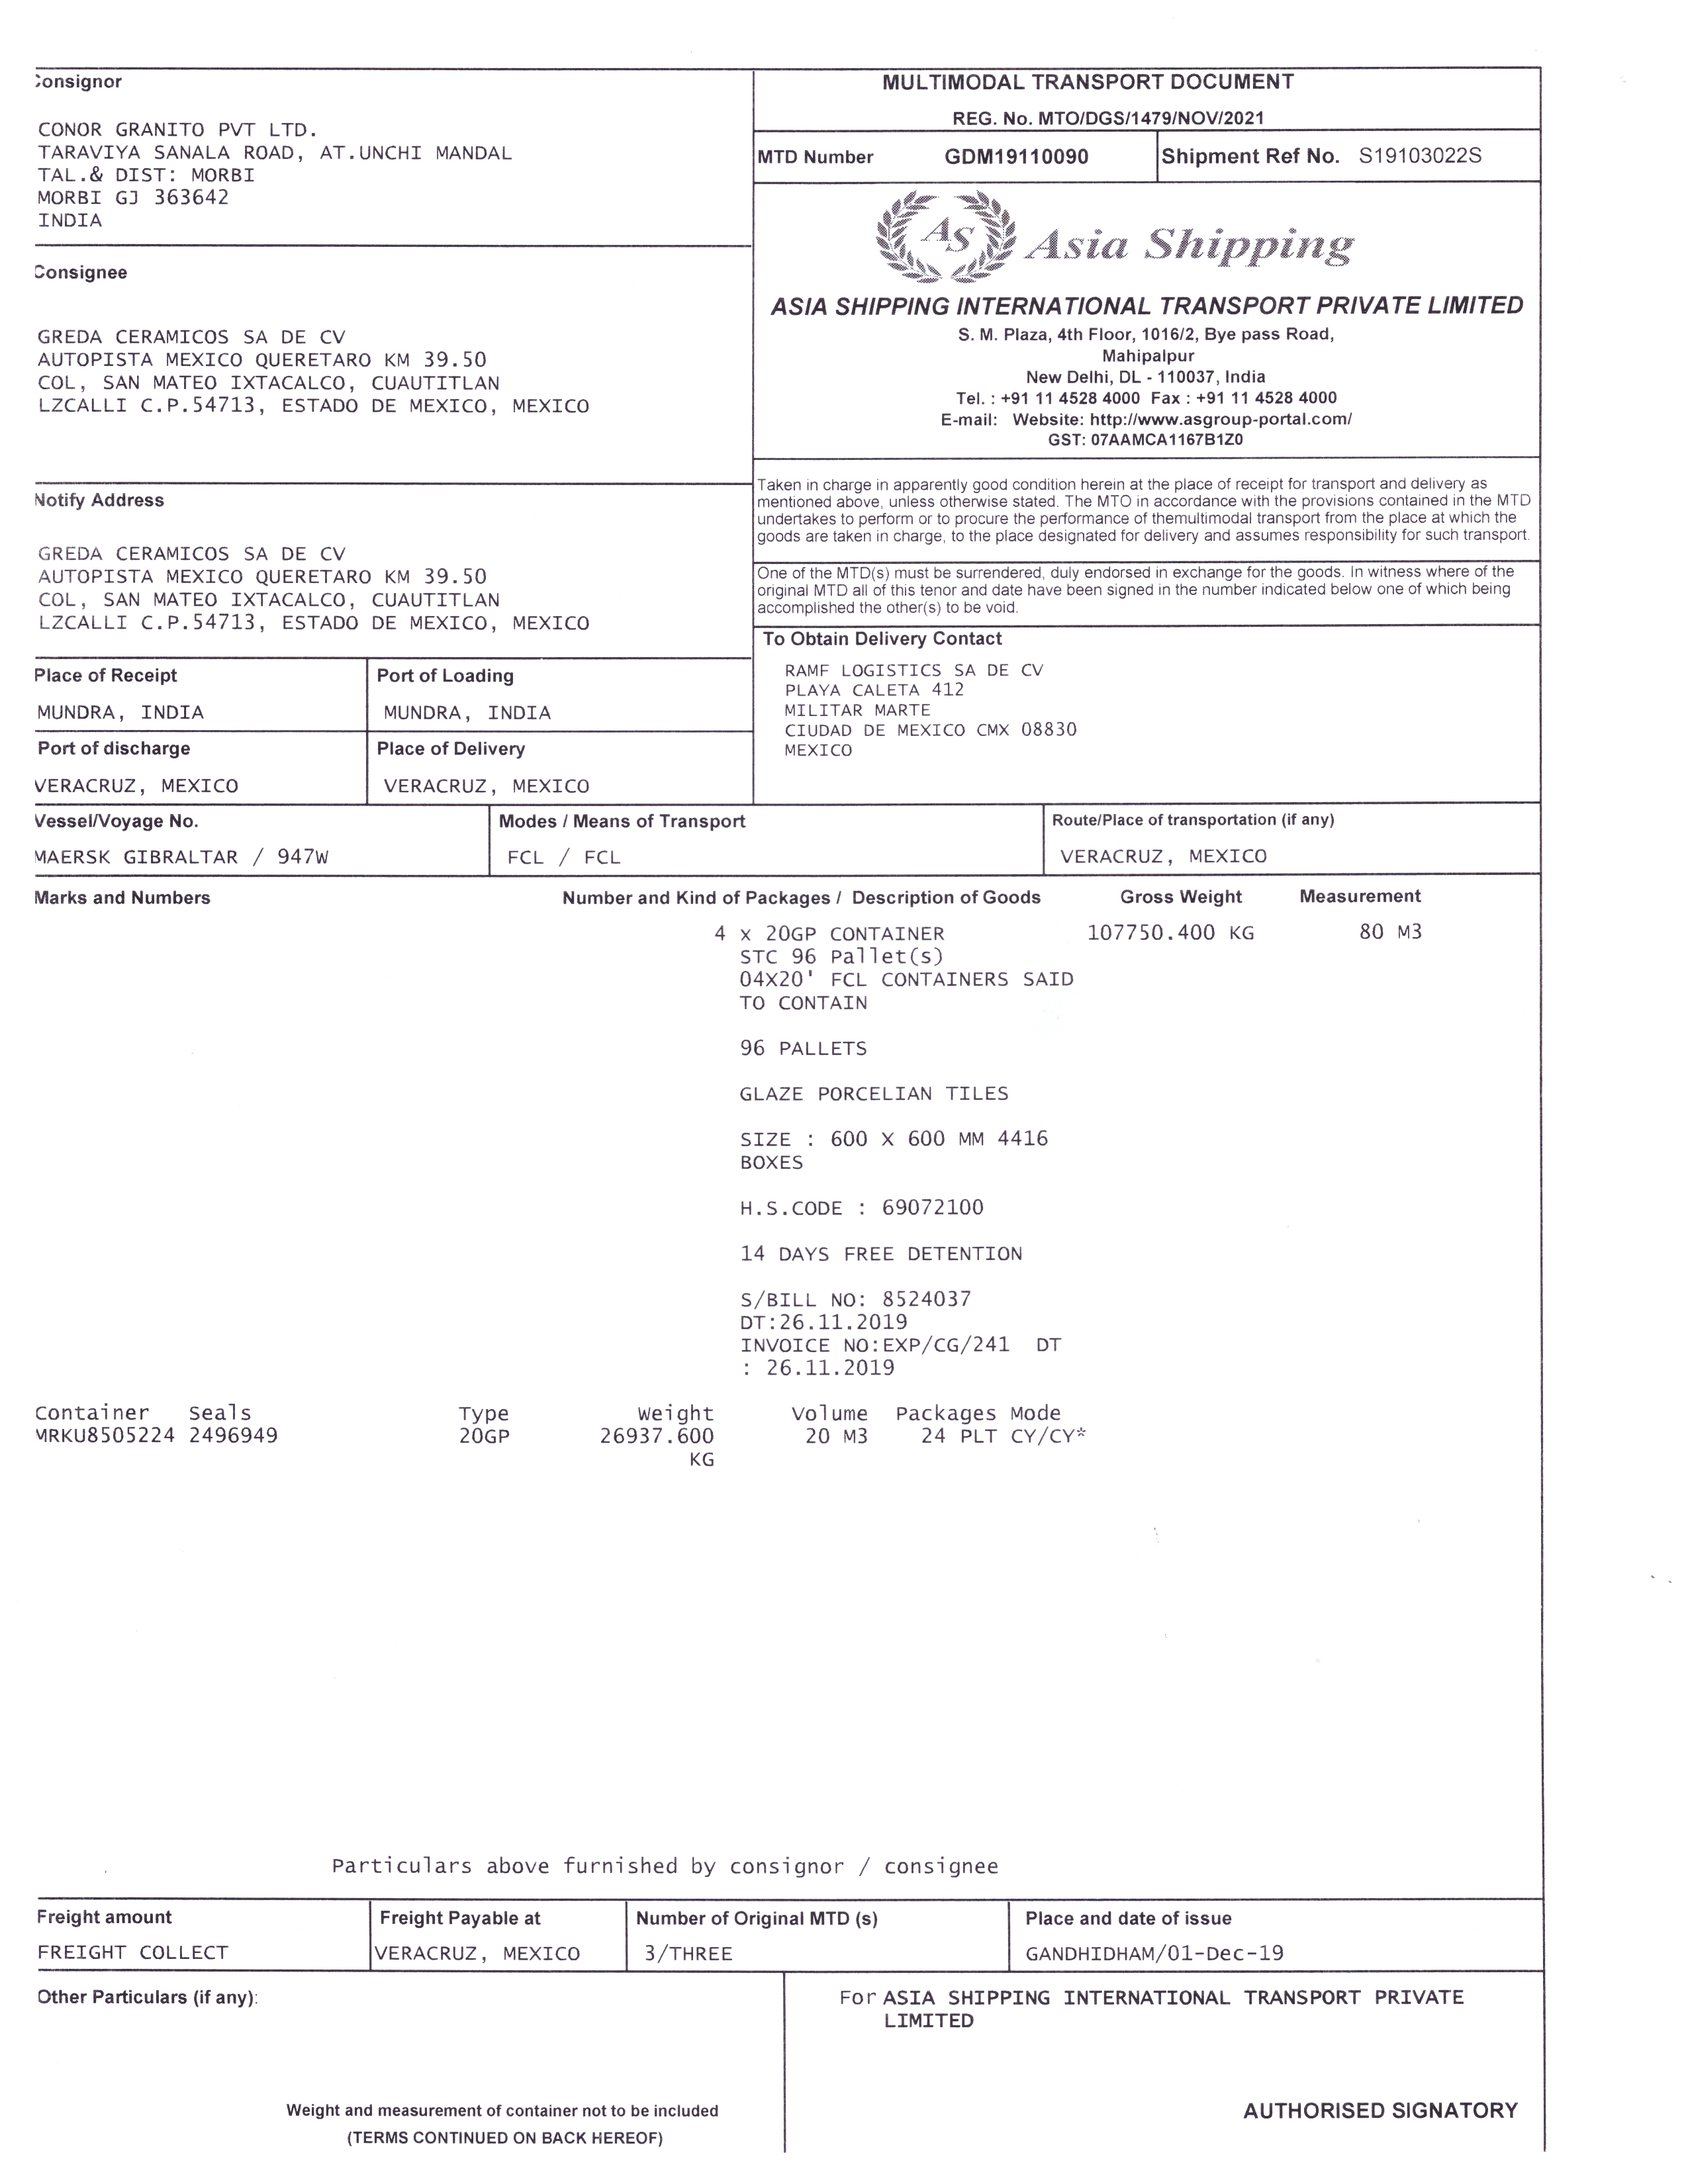 Consignor
CONOR GRANITO PVT LTD.
TARAVIYA SANALA ROAD, AT.UNCHI MANDAL
TAL.& DIST: MORBI
MORBI GJ 363642
INDIA
Consignee
GREDA CERAMICOS SA DE CV
AUTOPISTA MEXICO QUERETARO KM 39.50
COL, SAN MATEO IXTACALCO, CUAUTITLAN
LZCALLI C.P.54713, ESTADO DE MEXICO, MEXICO
Notify Address
GREDA CERAMICOS SA DE CV
AUTOPISTA MEXICO QUERETARO KM 39.50
COL, SAN MATEO IXTACALCO, CUAUTITLAN
LZCALLI C.P.54713, ESTADO DE MEXICO, MEXICO
MULTIMODAL TRANSPORT DOCUMENT
REG. No. MTO/DGS/1479/NOV/2021
MTD Number GDM19110090 Shipment Ref No. S19103022S
AS Asia Shipping
ASIA SHIPPING INTERNATIONAL TRANSPORT PRIVATE LIMITED
S. M. Plaza, 4th Floor, 1016/2, Bye pass Road,
Mahipalpur
New Delhi, DL - 110037, India
Tel. : +91 11 4528 4000 Fax : +91 11 4528 4000
E-mail: Website: http://www.asgroup-portal.com/
GST: 07AAMCA1167B1Z0
Taken in charge in apparently good condition herein at the place of receipt for transport and delivery as
mentioned above, unless otherwise stated. The MTO in accordance with the provisions contained in the MTD
undertakes to perform or to procure the performance of themultimodal transport from the place at which the
goods are taken in charge, to the place designated for delivery and assumes responsibility for such transport.
One of the MTD(s) must be surrendered, duly endorsed in exchange for the goods. In witness where of the
original MTD all of this tenor and date have been signed in the number indicated below one of which being
accomplished the other(s) to be void.
To Obtain Delivery Contact
RAMF LOGISTICS SA DE CV
PLAYA CALETA 412
MILITAR MARTE
CIUDAD DE MEXICO CMX 08830
MEXICO
Place of Receipt Port of Loading
MUNDRA, INDIA MUNDRA, INDIA
Port of discharge Place of Delivery
VERACRUZ, MEXICO VERACRUZ, MEXICO
Vessel/Voyage No. Modes / Means of Transport Route/Place of transportation (if any)
MAERSK GIBRALTAR / 947W FCL / FCL VERACRUZ, MEXICO
Marks and Numbers Number and Kind of Packages / Description of Goods Gross Weight Measurement
4 X 20GP CONTAINER 107750.400 KG 80 M3
STC 96 Pallet(s)
04X20' FCL CONTAINERS SAID
TO CONTAIN
96 PALLETS
GLAZE PORCELIAN TILES
SIZE : 600 X 600 MM 4416
BOXES
H.S.CODE : 69072100
14 DAYS FREE DETENTION
S/BILL NO: 8524037
DT:26.11.2019
INVOICE NO:EXP/CG/241 DT
: 26.11.2019
Container Seals Type Weight Volume Packages Mode
MRKU8505224 2496949 20GP 26937.600 20 M3 24 PLT CY/CY*
KG
Particulars above furnished by consignor / consignee
Freight amount Freight Payable at Number of Original MTD (s) Place and date of issue
FREIGHT COLLECT VERACRUZ, MEXICO 3/THREE GANDHIDHAM/01-Dec-19
Other Particulars (if any):
For ASIA SHIPPING INTERNATIONAL TRANSPORT PRIVATE
LIMITED
Weight and measurement of container not to be included
(TERMS CONTINUED ON BACK HEREOF)
AUTHORISED SIGNATORY